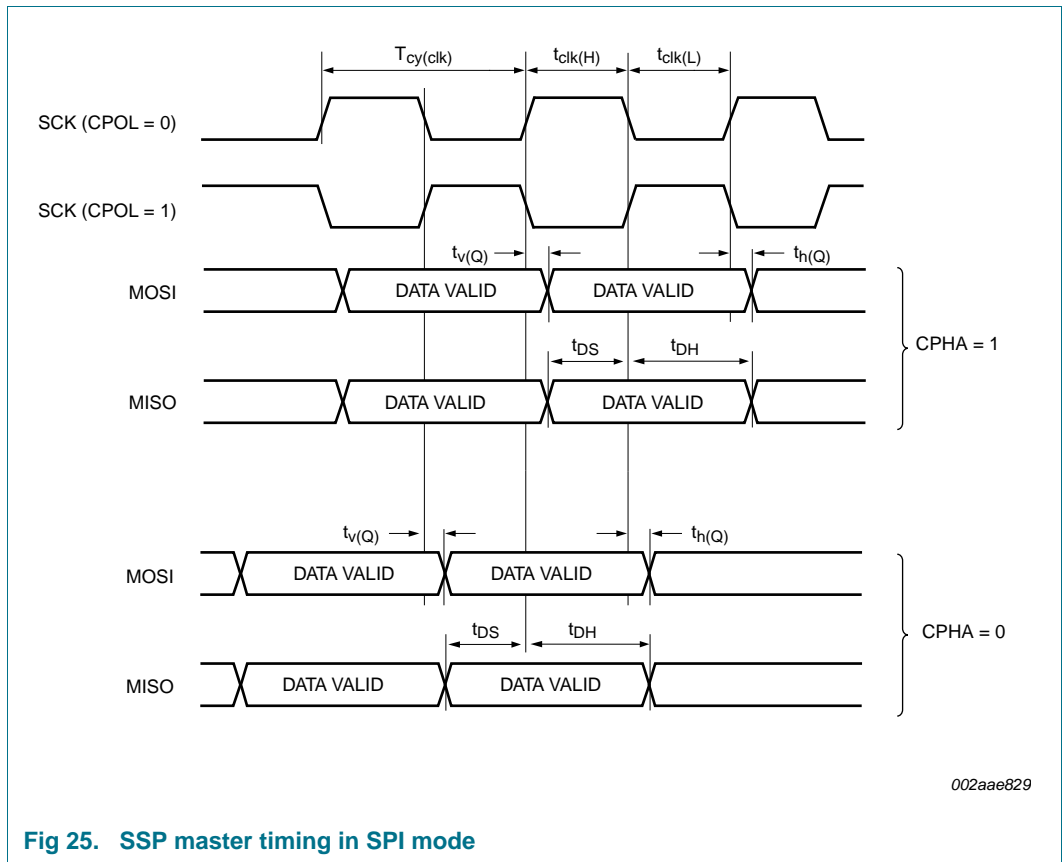 Tcy(clk) tclk(H) tclk(L)
SCK (CPOL = 0)
SCK (CPOL = 1)
tv(Q) th(Q)
MOSI DATA VALID DATA VALID
CPHA = 1
tDS tDH
MISO DATA VALID DATA VALID
tv(Q) th(Q)
MOSI DATA VALID DATA VALID
CPHA = 0
tDS tDH
MISO DATA VALID DATA VALID
002aae829
Fig 25. SSP master timing in SPI mode